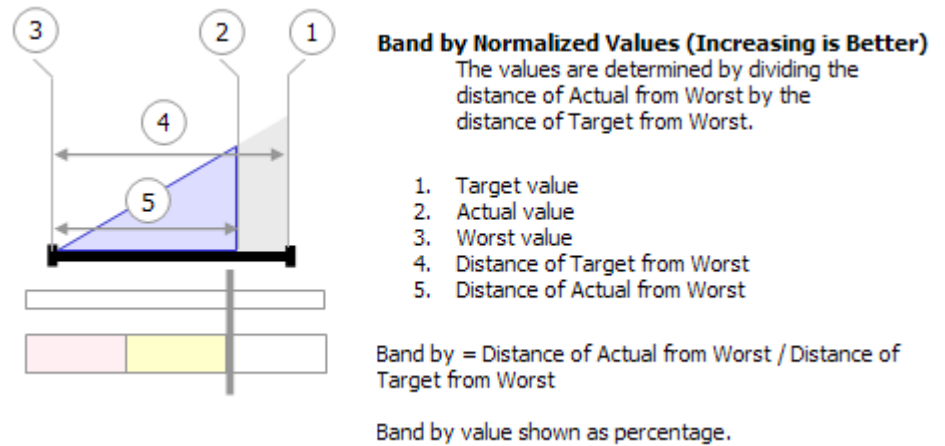 3
2
1
4
5
Band by Normalized Values (Increasing is Better)
The values are determined by dividing the
distance of Actual from Worst by the
distance of Target from Worst.
1. Target value
2. Actual value
3. Worst value
4. Distance of Target from Worst
5. Distance of Actual from Worst
Band by = Distance of Actual from Worst / Distance of
Target from Worst
Band by value shown as percentage.